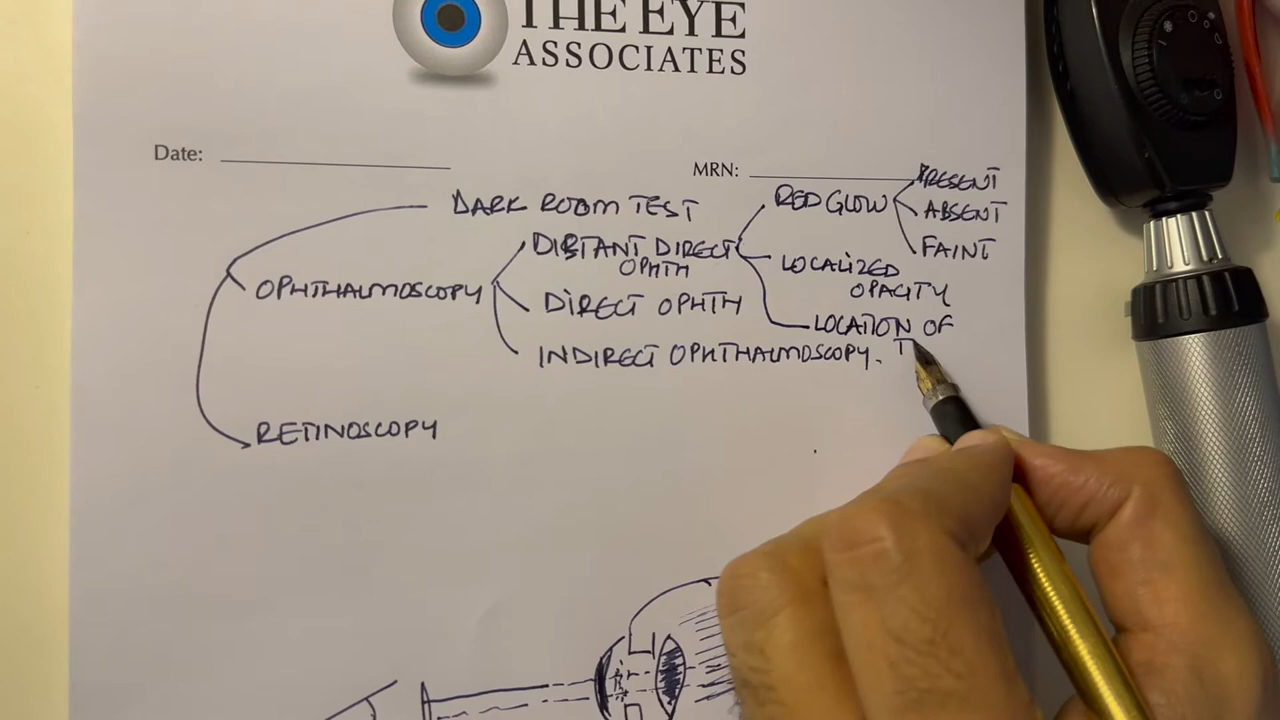 THE EYE
ASSOCIATES
Date:
MRN:
DARK ROOM TEST
OPHTHALMOSCOPY
RETINOSCOPY
DISTANT DIRECT
OPHTH
DIRECT OPHTH
INDIRECT OPHTHALMOSCOPY.
RED GLOW
PRESENT
ABSENT
FAINT
LOCALIZED
OPACITY
LOCATION OF
T